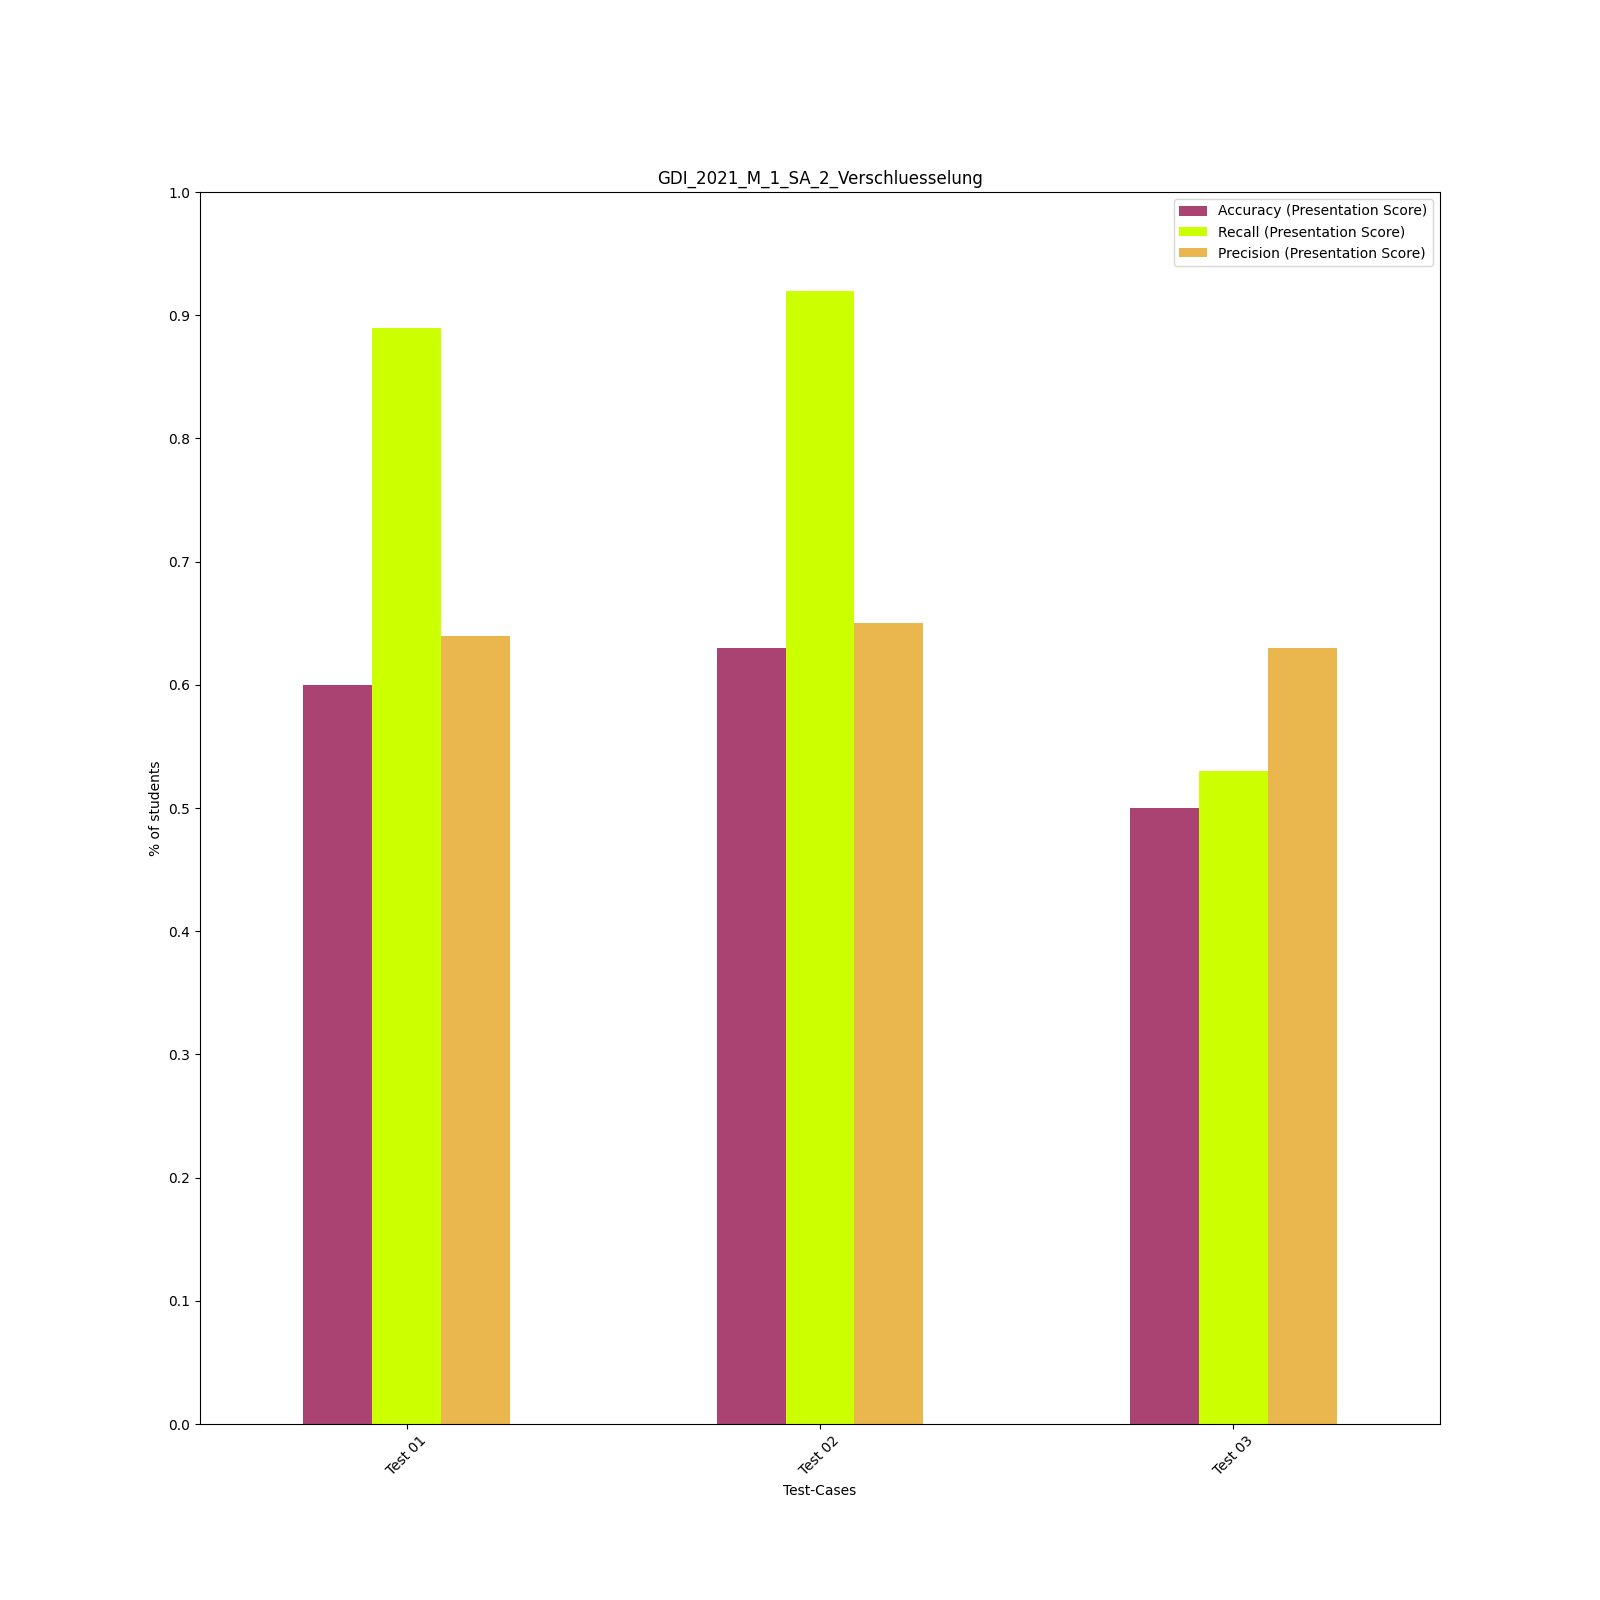 GDI_2021_M_1_SA_2_Verschluesselung
Accuracy (Presentation Score)
Recall (Presentation Score)
Precision (Presentation Score)
1.0
0.9
0.8
0.7
0.6
0.5
0.4
0.3
0.2
0.1
0.0
% of students
Test 01
Test 02
Test 03
Test-Cases